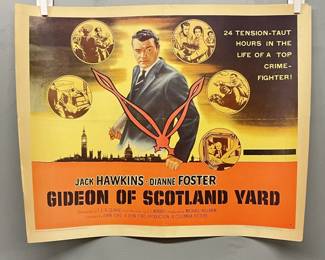 24 TENSION-TAUT
HOURS IN THE
LIFE OF A TOP
CRIME-
FIGHTER!
JACK HAWKINS · DIANNE FOSTER
GIDEON OF SCOTLAND YARD